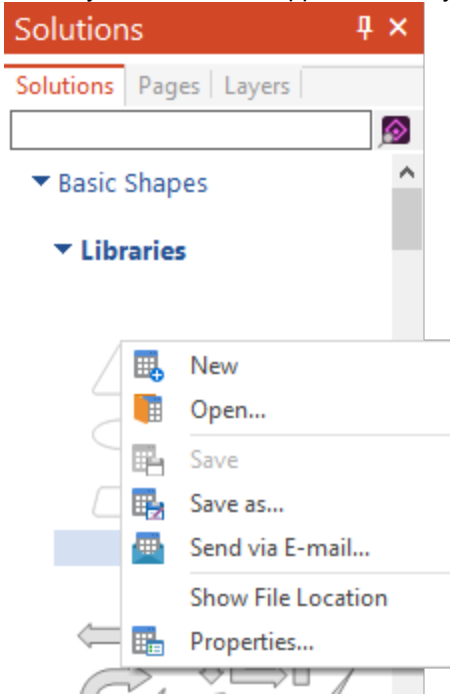 Solutions
Solutions Pages Layers
Basic Shapes
Libraries
New
Open...
Save
Save as...
Send via E-mail...
Show File Location
Properties...